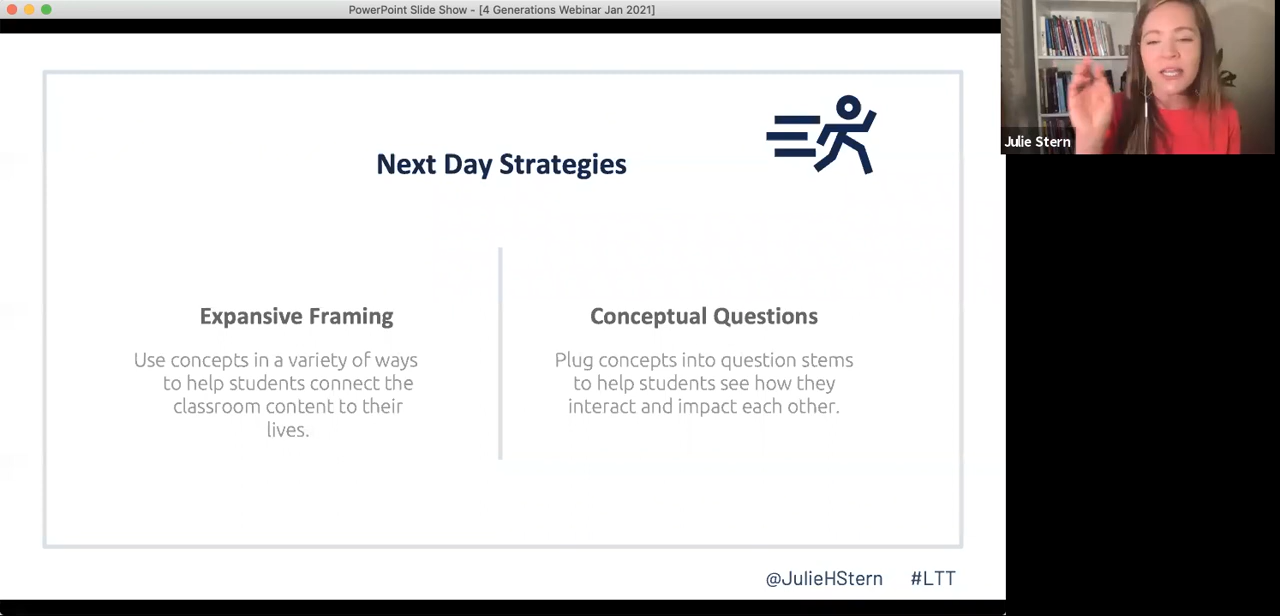 PowerPoint Slide Show - [4 Generations Webinar Jan 2021]
Julie Stern
Next Day Strategies
Expansive Framing
Use concepts in a variety of ways
to help students connect the
classroom content to their
lives.
Conceptual Questions
Plug concepts into question stems
to help students see how they
interact and impact each other.
@JulieHStern #LTT